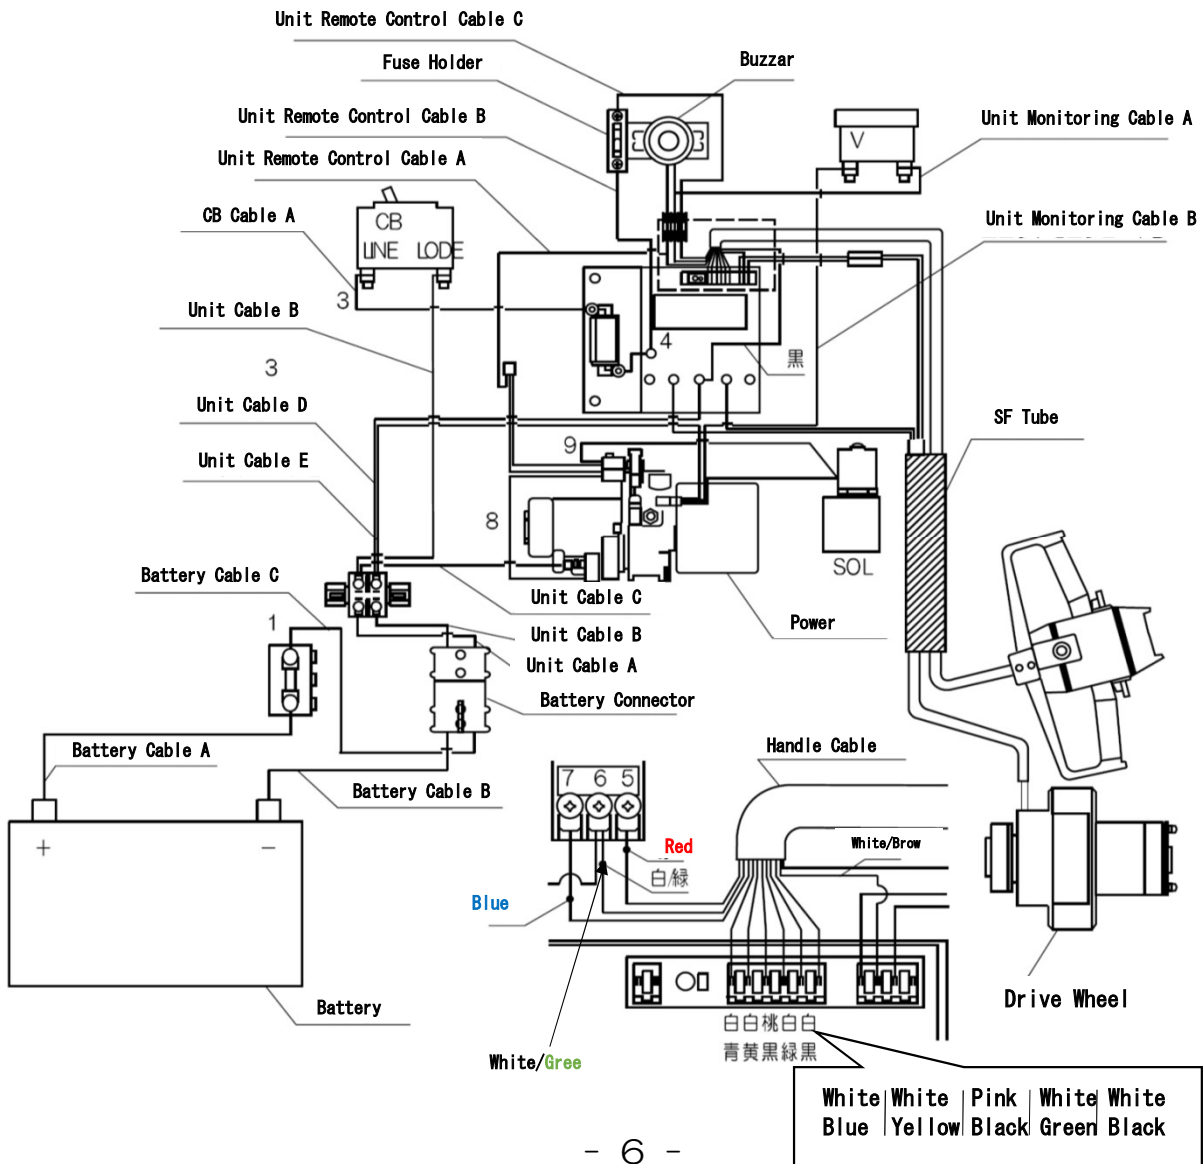 Unit Remote Control Cable C
Fuse Holder
Buzzar
Unit Remote Control Cable B
Unit Monitoring Cable A
V
Unit Remote Control Cable A
CB Cable A
CB
LINE LODE
Unit Monitoring Cable B
3
Unit Cable B
4
黒
3
Unit Cable D
SF Tube
9
Unit Cable E
8
SOL
Battery Cable C
Unit Cable C
1
Unit Cable B
Power
Unit Cable A
Battery Connector
Battery Cable A
Handle Cable
Battery Cable B
7 6 5
+ -
Red
White/Brow
白/緑
Blue
Battery
Drive Wheel
白白桃白白
青黄黒緑黒
White/Gree
White White Pink White White
Blue Yellow Black Green Black
- 6 -